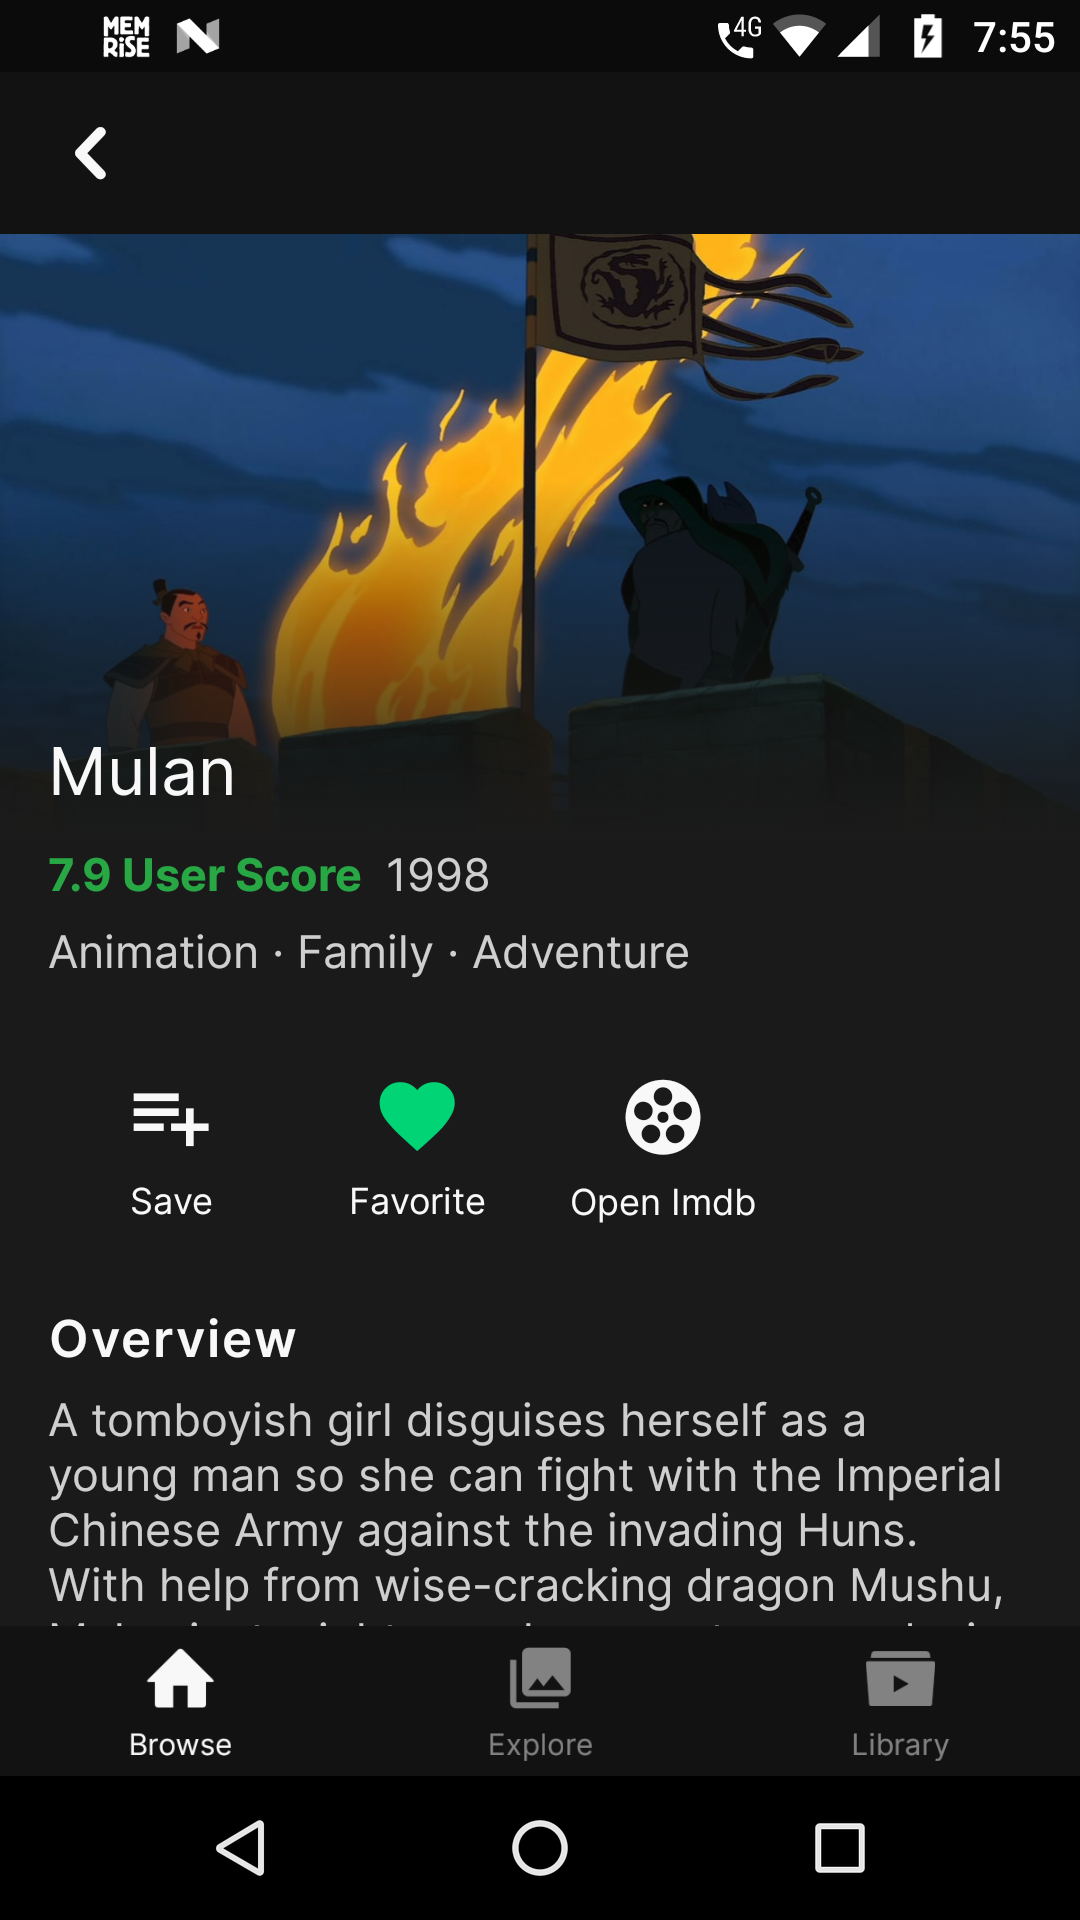 MEM
RiSE
4G
7:55
Mulan
7.9 User Score 1998
Animation · Family · Adventure
Save
Favorite
Open Imdb
Overview
A tomboyish girl disguises herself as a
young man so she can fight with the Imperial
Chinese Army against the invading Huns.
With help from wise-cracking dragon Mushu,
Browse
Explore
Library